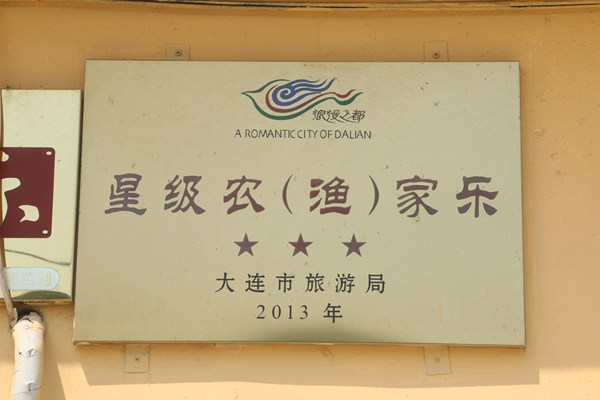 浪漫之都
A ROMANTIC CITY OF DALIAN
星级农(渔)家乐
★ ★ ★
大连市旅游局
2013 年
乐